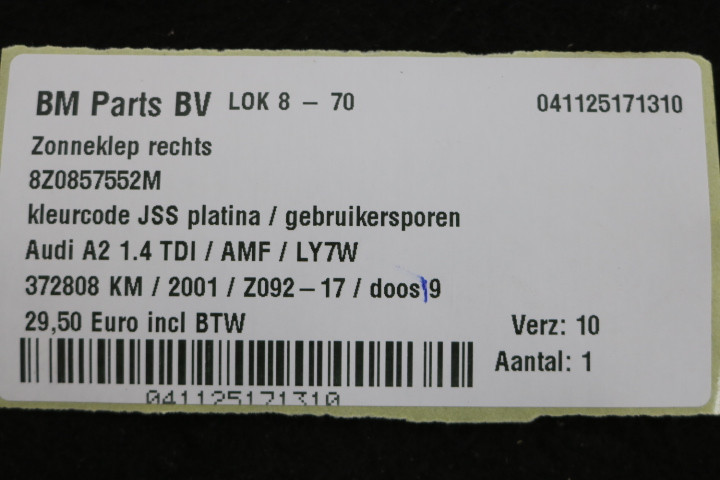 BM Parts BV LOK 8 – 70 041125171310
Zonneklep rechts
8Z0857552M
kleurcode JSS platina / gebruikersporen
Audi A2 1.4 TDI / AMF / LY7W
372808 KM / 2001 / Z092-17 / doos 9
29,50 Euro incl BTW Verz: 10
Aantal: 1
041125171310